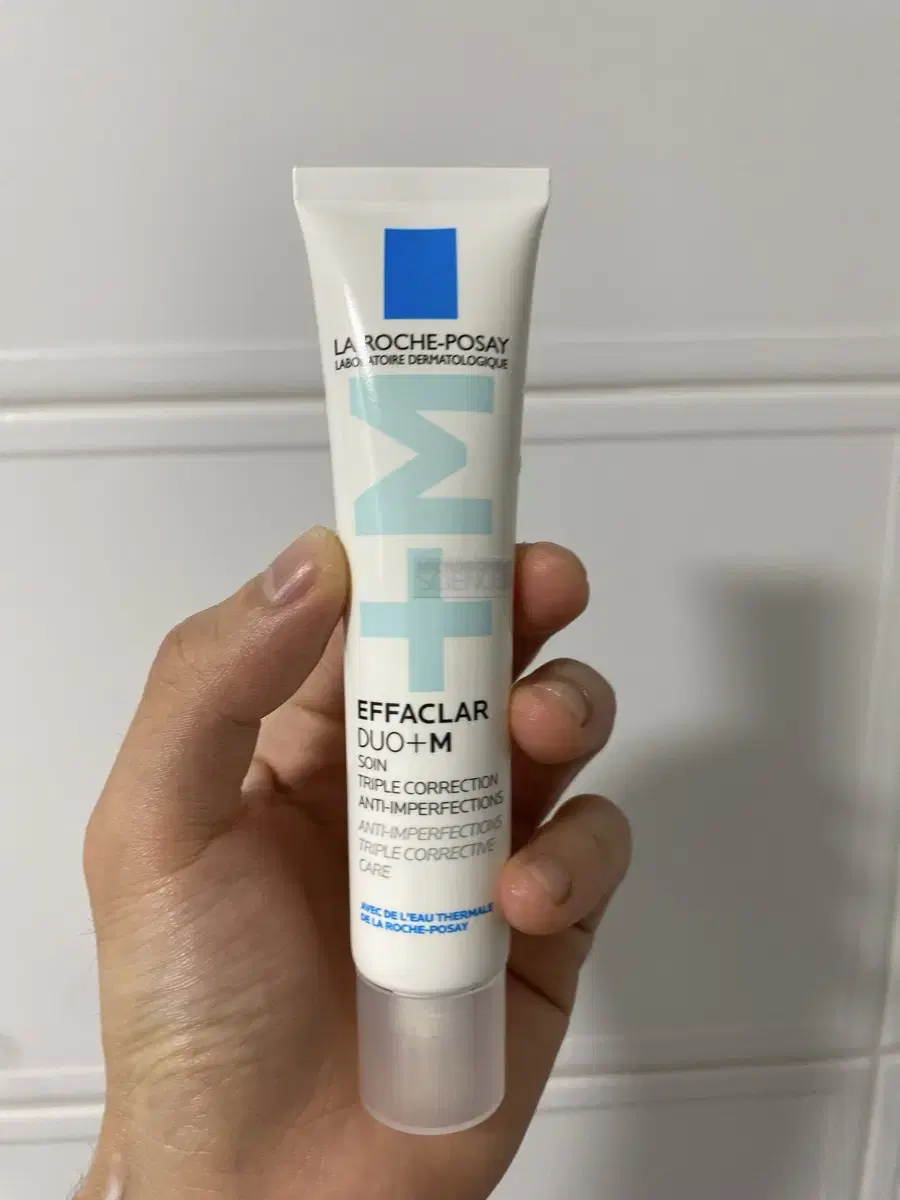 LA ROCHE-POSAY
LABORATOIRE DERMATOLOGIQUE
+M
EFFACLAR
DUO+M
SOIN
TRIPLE CORRECTION
ANTI-IMPERFECTIONS
ANTI-IMPERFECTIONS
TRIPLE CORRECTIVE
CARE
AVEC DE L'EAU THERMALE
DE LA ROCHE-POSAY